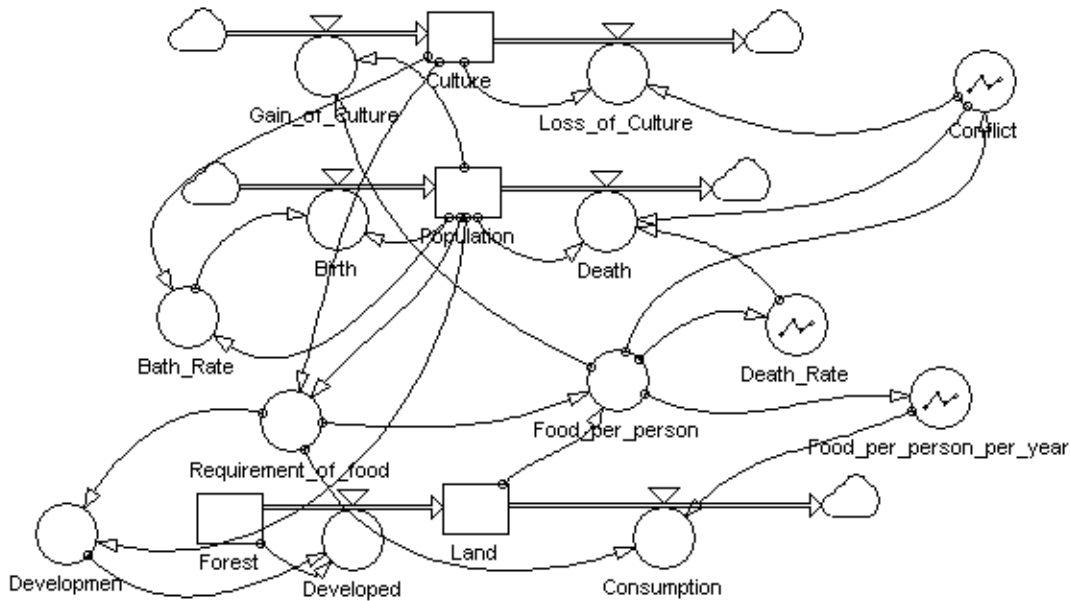 Culture
Gain_of_Culture
Loss_of_Culture
Conflict
Population
Birth
Death
Bath_Rate
Death_Rate
Food_per_person
Food_per_person_per_year
Requirement_of_food
Forest
Land
Developmen
Developed
Consumption